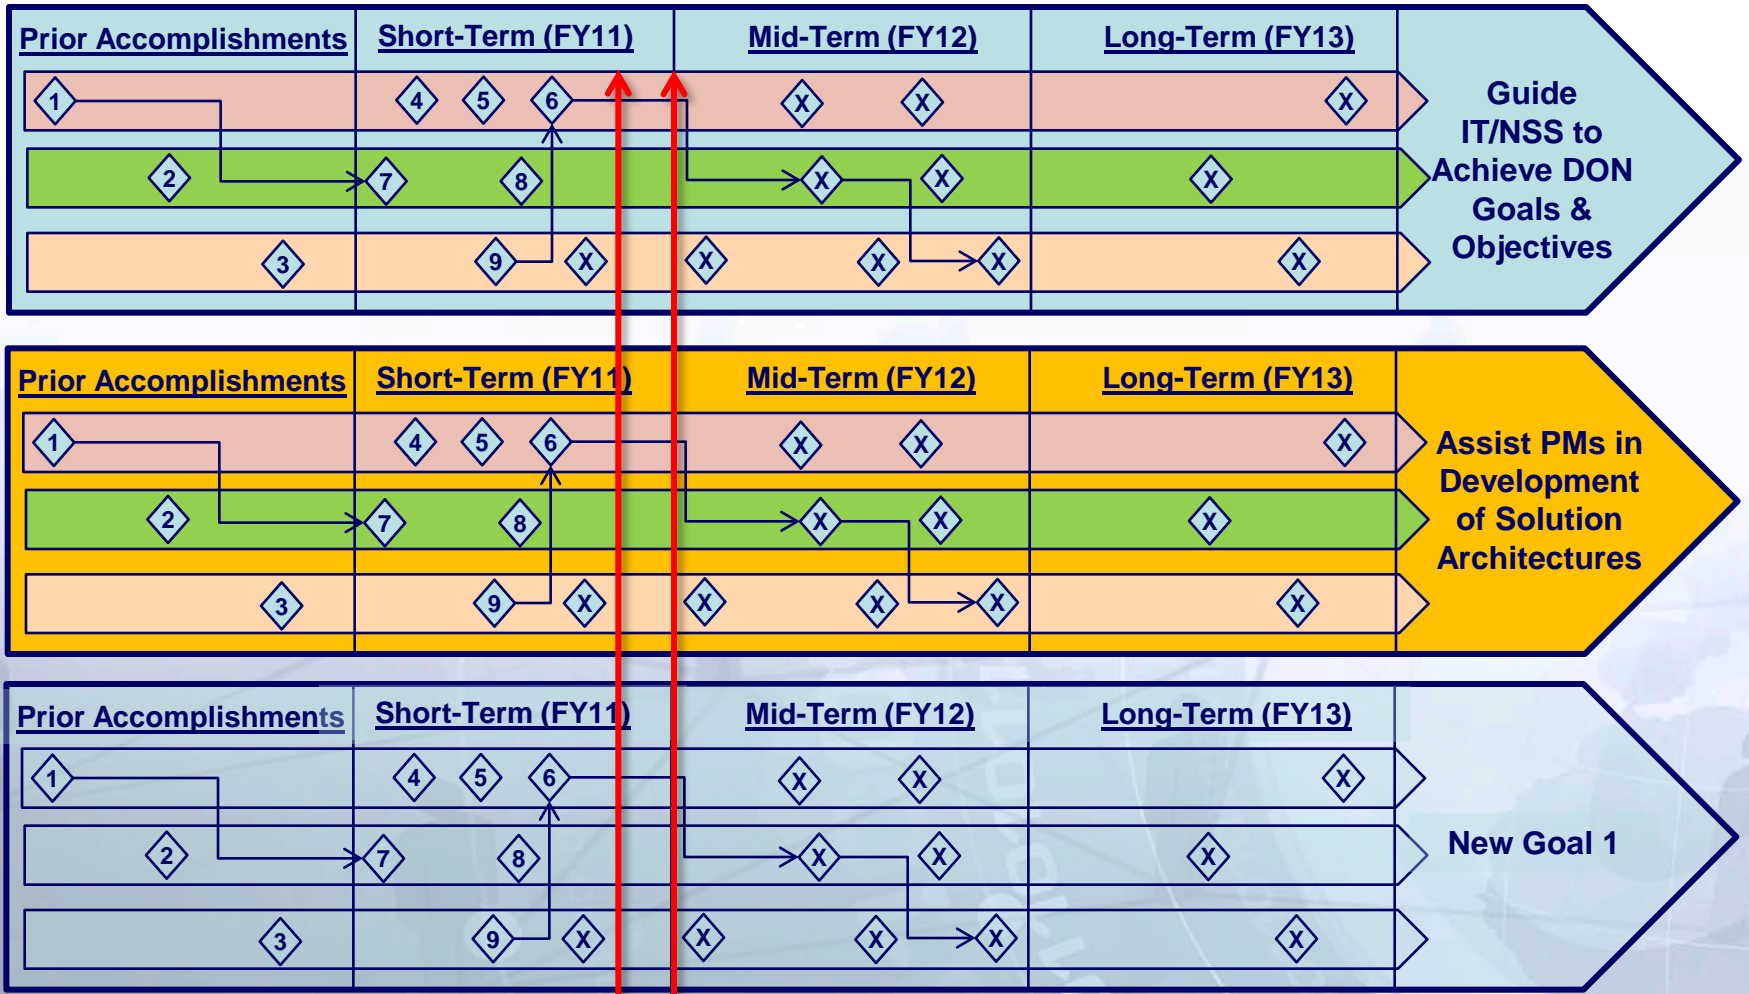 Prior Accomplishments Short-Term (FY11) Mid-Term (FY12) Long-Term (FY13)
1 4 5 6 X X X
2 7 8 X X X
3 9 X X X X X
Guide
IT/NSS to
Achieve DON
Goals &
Objectives
Prior Accomplishments Short-Term (FY11) Mid-Term (FY12) Long-Term (FY13)
1 4 5 6 X X X
2 7 8 X X X
3 9 X X X X X
Assist PMs in
Development
of Solution
Architectures
Prior Accomplishments Short-Term (FY11) Mid-Term (FY12) Long-Term (FY13)
1 4 5 6 X X X
2 7 8 X X X
3 9 X X X X X
New Goal 1